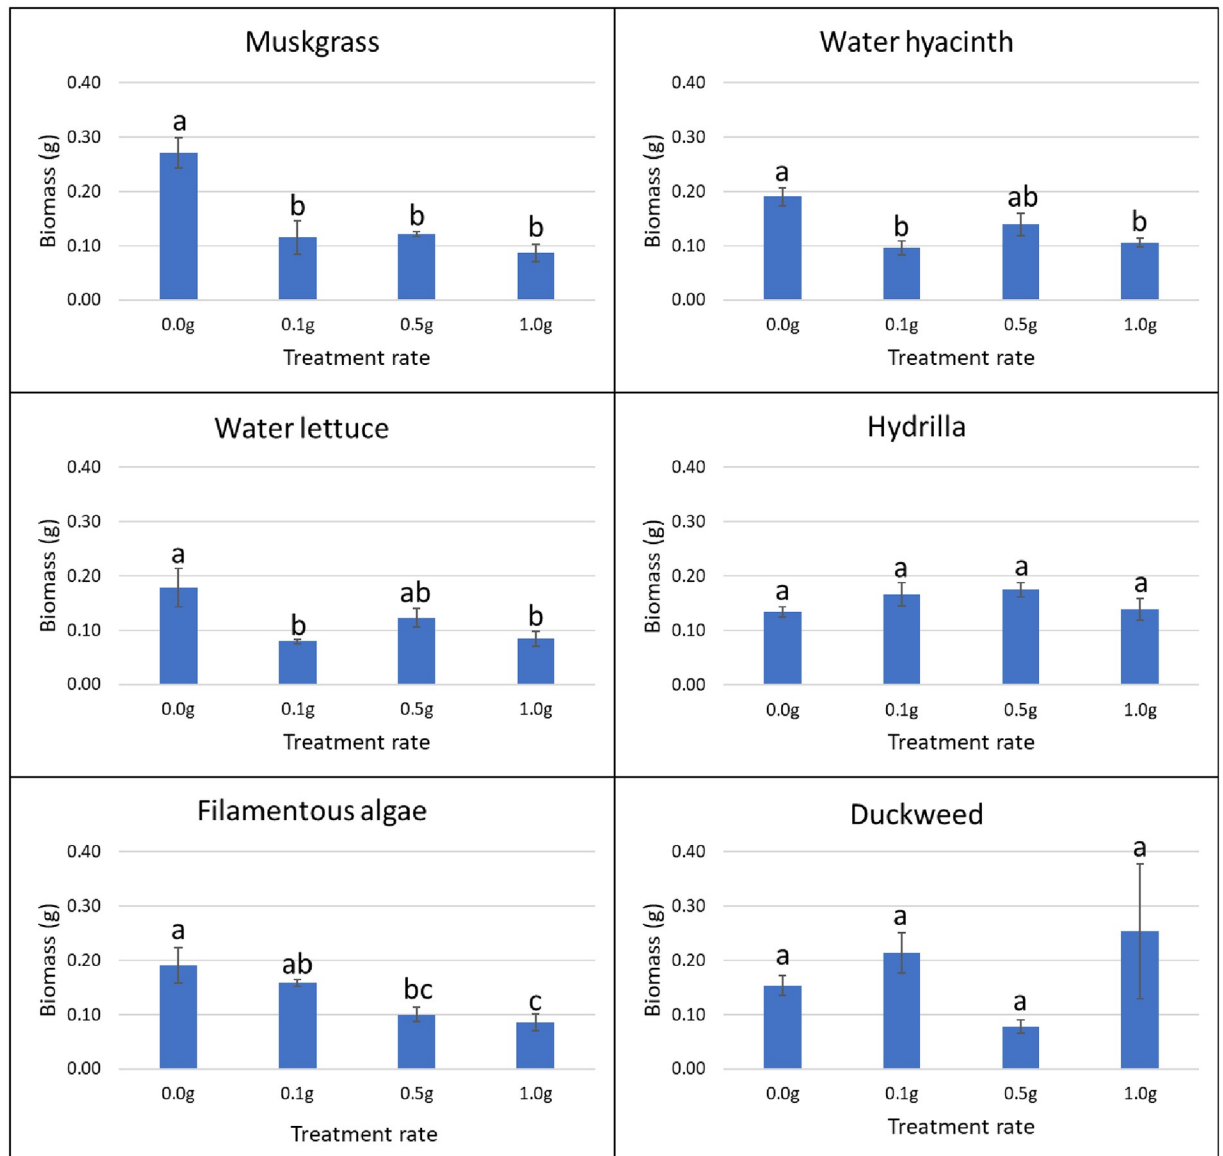 Muskgrass
0.40
0.30
0.20
0.10
0.00
Biomass (g)
a
b
b
b
0.0g 0.1g 0.5g 1.0g
Treatment rate
Water hyacinth
0.40
0.30
0.20
0.10
0.00
Biomass (g)
a
b
ab
b
0.0g 0.1g 0.5g 1.0g
Treatment rate
Water lettuce
0.40
0.30
0.20
0.10
0.00
Biomass (g)
a
b
ab
b
0.0g 0.1g 0.5g 1.0g
Treatment rate
Hydrilla
0.40
0.30
0.20
0.10
0.00
Biomass (g)
a
a
a
a
0.0g 0.1g 0.5g 1.0g
Treatment rate
Filamentous algae
0.40
0.30
0.20
0.10
0.00
Biomass (g)
a
ab
bc
c
0.0g 0.1g 0.5g 1.0g
Treatment rate
Duckweed
0.40
0.30
0.20
0.10
0.00
Biomass (g)
a
a
a
a
0.0g 0.1g 0.5g 1.0g
Treatment rate